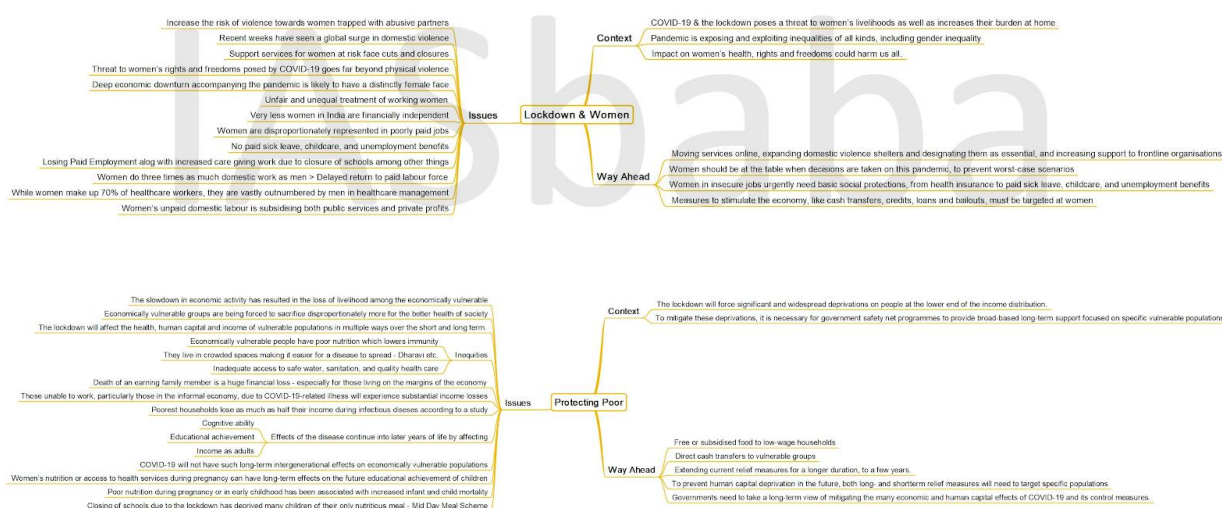 IASbaba
Lockdown & Women
Issues
Increase the risk of violence towards women trapped with abusive partners
Recent weeks have seen a global surge in domestic violence
Support services for women at risk face cuts and closures
Threat to women's rights and freedoms posed by COVID-19 goes far beyond physical violence
Deep economic downturn accompanying the pandemic is likely to have a distinctly female face
Unfair and unequal treatment of working women
Very less women in India are financially independent
Women are disproportionately represented in poorly paid jobs
No paid sick leave, childcare, and unemployment benefits
Losing Paid Employment alog with increased care giving work due to closure of schools among other things
Women do three times as much domestic work as men > Delayed return to paid labour force
While women make up 70% of healthcare workers, they are vastly outnumbered by men in healthcare management
Women's unpaid domestic labour is subsidising both public services and private profits
Context
COVID-19 & the lockdown poses a threat to women's livelihoods as well as increases their burden at home
Pandemic is exposing and exploiting inequalities of all kinds, including gender inequality
Impact on women's health, rights and freedoms could harm us all.
Way Ahead
Moving services online, expanding domestic violence shelters and designating them as essential, and increasing support to frontline organisations
Women should be at the table when decisions are taken on this pandemic, to prevent worst-case scenarios
Women in insecure jobs urgently need basic social protections, from health insurance to paid sick leave, childcare, and unemployment benefits
Measures to stimulate the economy, like cash transfers, credits, loans and bailouts, must be targeted at women
Protecting Poor
Issues
The slowdown in economic activity has resulted in the loss of livelihood among the economically vulnerable
Economically vulnerable groups are being forced to sacrifice disproportionately more for the better health of society
The lockdown will affect the health, human capital and income of vulnerable populations in multiple ways over the short and long term.
Inequities
Economically vulnerable people have poor nutrition which lowers immunity
They live in crowded spaces making it easier for a disease to spread - Dharavi etc.
Inadequate access to safe water, sanitation, and quality health care
Death of an earning family member is a huge financial loss - especially for those living on the margins of the economy
Those unable to work, particularly those in the informal economy, due to COVID-19-related illness will experience substantial income losses
Poorest households lose as much as half their income during infectious diseses according to a study
Effects of the disease continue into later years of life by affecting
Cognitive ability
Educational achievement
Income as adults
COVID-19 will not have such long-term intergenerational effects on economically vulnerable populations
Women's nutrition or access to health services during pregnancy can have long-term effects on the future educational achievement of children
Poor nutrition during pregnancy or in early childhood has been associated with increased infant and child mortality
Closing of schools due to the lockdown has deprived many children of their only nutritious meal - Mid Day Meal Scheme
Context
The lockdown will force significant and widespread deprivations on people at the lower end of the income distribution.
To mitigate these deprivations, it is necessary for government safety net programmes to provide broad-based long-term support focused on specific vulnerable populations
Way Ahead
Free or subsidised food to low-wage households
Direct cash transfers to vulnerable groups
Extending current relief measures for a longer duration, to a few years.
To prevent human capital deprivation in the future, both long- and shortterm relief measures will need to target specific populations
Governments need to take a long-term view of mitigating the many economic and human capital effects of COVID-19 and its control measures.